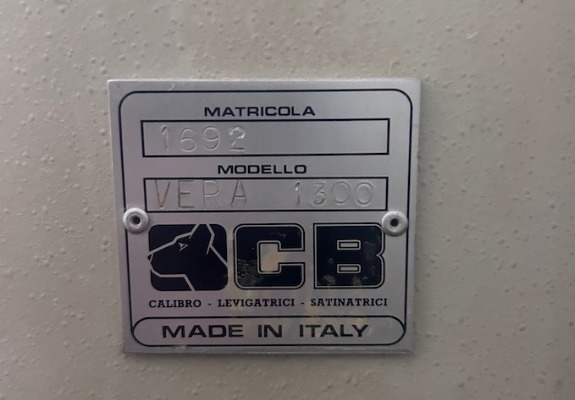 MATRICOLA
1692
MODELLO
VERA 1300
CB
CALIBRO - LEVIGATRICI - SATINATRICI
MADE IN ITALY